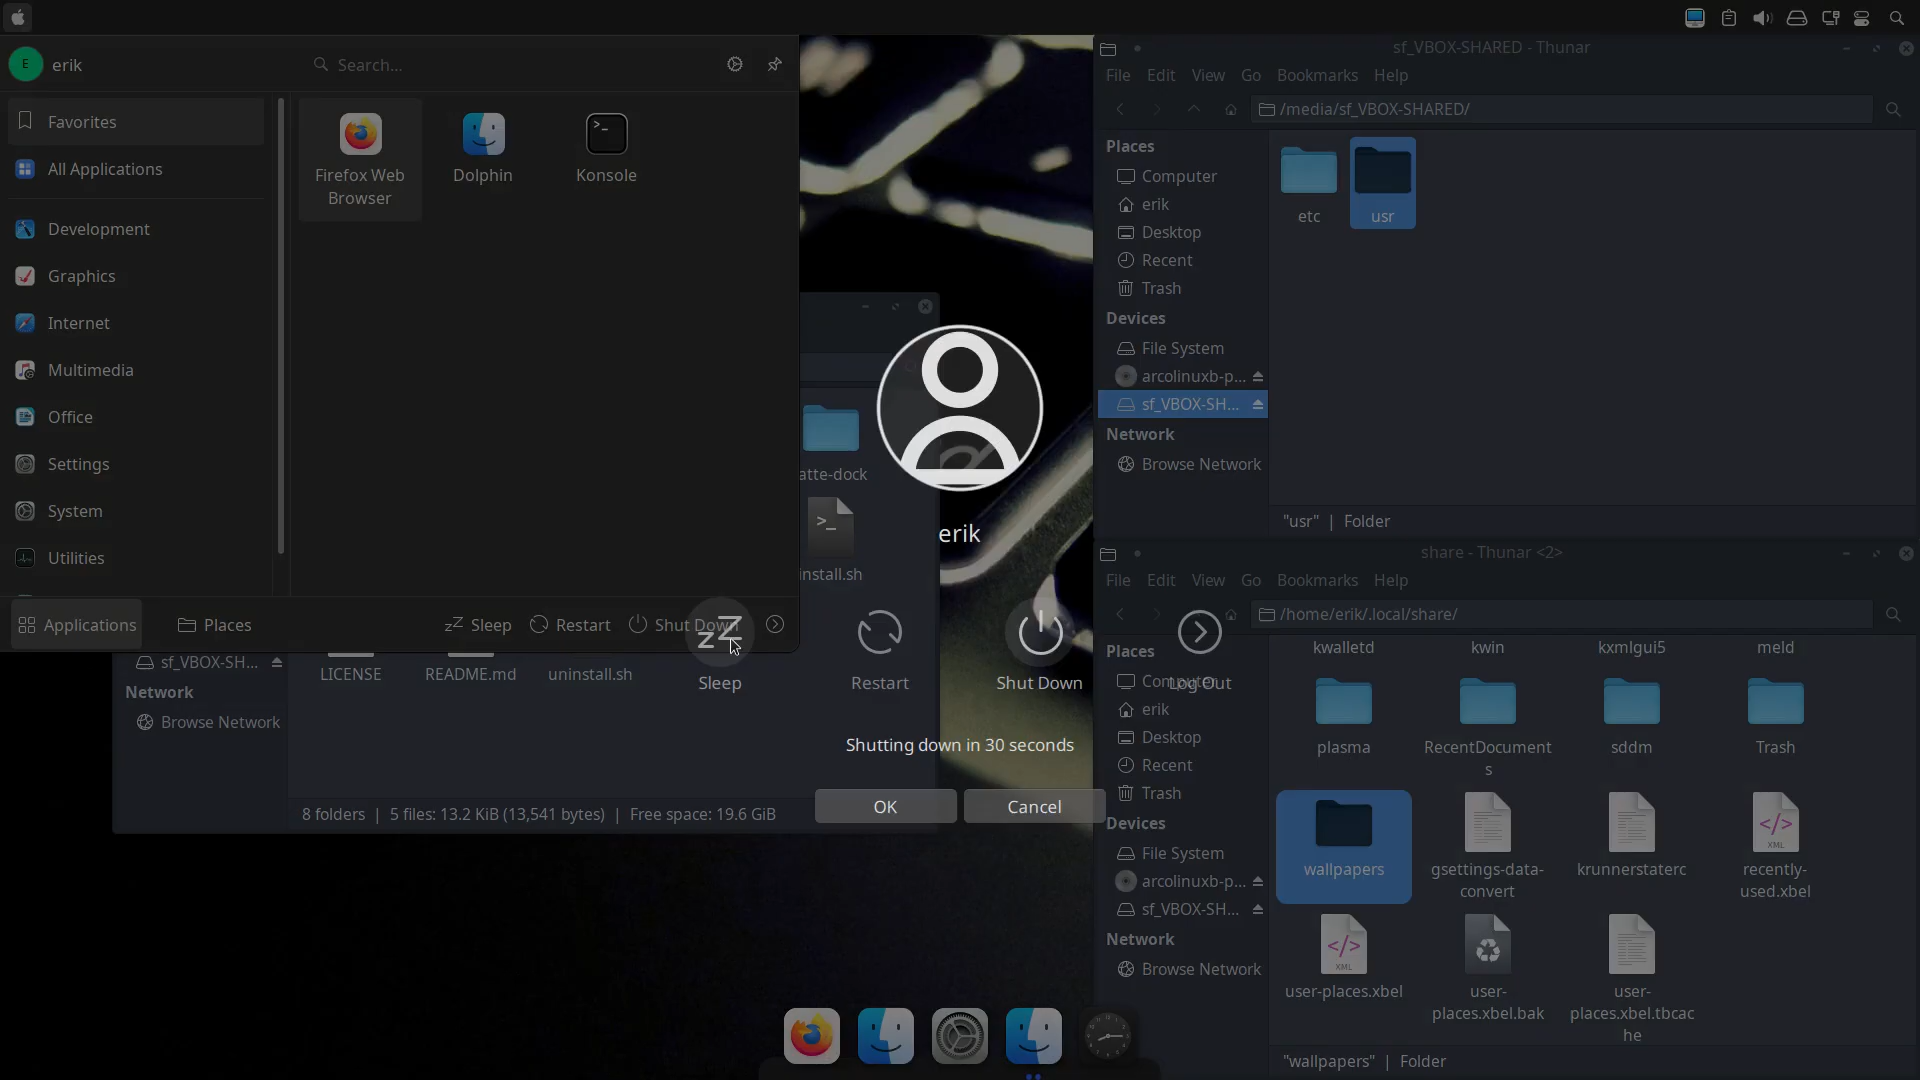 E
erik
Search...
Favorites
All Applications
Development
Graphics
Internet
Multimedia
Office
Settings
System
Utilities
Firefox Web
Browser
Dolphin
Konsole
>_
Applications
Places
zZ Sleep
Restart
Shut Down
sf_VBOX-SH...
Network
Browse Network
LICENSE
README.md
uninstall.sh
atte-dock
>_
install.sh
8 folders | 5 files: 13.2 KiB (13,541 bytes) | Free space: 19.6 GiB
erik
zZ
Sleep
Restart
Shut Down
Log Out
Shutting down in 30 seconds
OK
Cancel
sf_VBOX-SHARED - Thunar
File Edit View Go Bookmarks Help
/media/sf_VBOX-SHARED/
Places
Computer
erik
Desktop
Recent
Trash
Devices
File System
arcolinuxb-p...
sf_VBOX-SH...
Network
Browse Network
etc
usr
"usr" | Folder
share - Thunar <2>
File Edit View Go Bookmarks Help
/home/erik/.local/share/
Places
Computer
erik
Desktop
Recent
Trash
Devices
File System
arcolinuxb-p...
sf_VBOX-SH...
Network
Browse Network
kwalletd
kwin
kxmlgui5
meld
plasma
RecentDocument
s
sddm
Trash
wallpapers
gsettings-data-
convert
krunnerstaterc
</>
XML
recently-
used.xbel
</>
XML
user-places.xbel
user-
places.xbel.bak
user-
places.xbel.tbcac
he
"wallpapers" | Folder